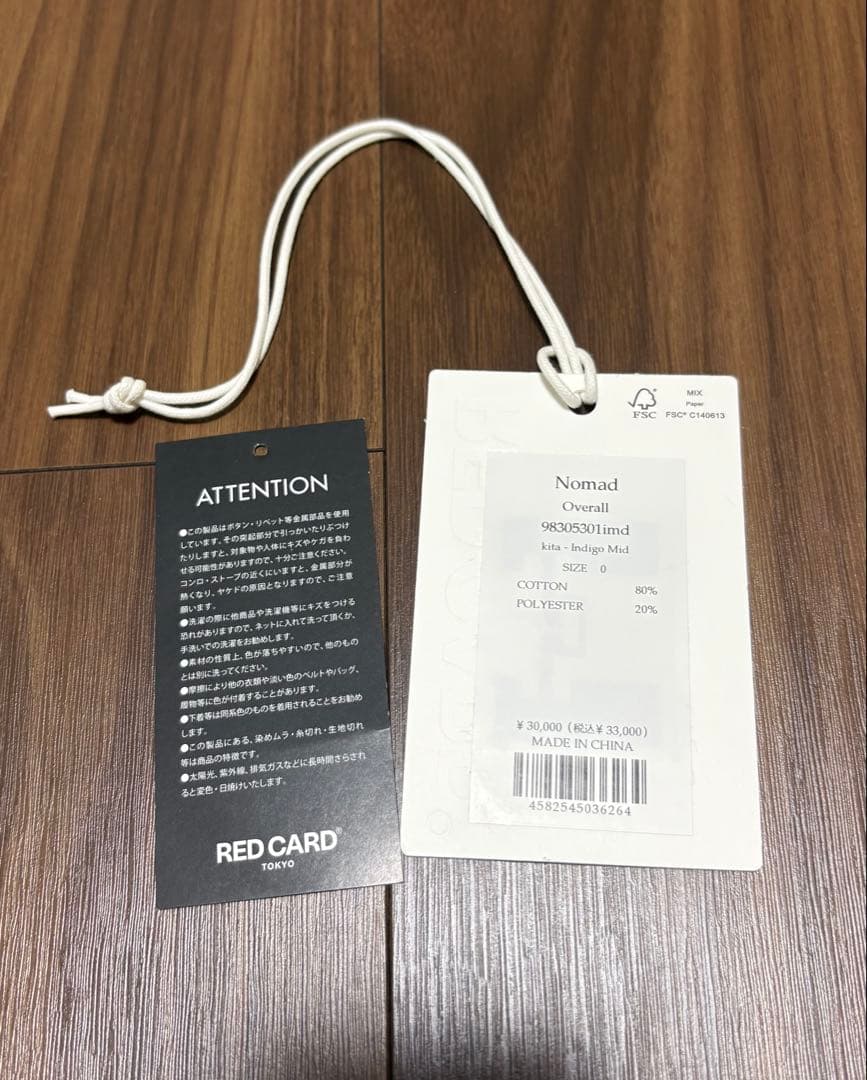 ATTENTION
●この製品はボタン・リベット等金属部品を使用
しています。その突起部分で引っかいたりぶつけ
たりしますと、対象物や人体にキズやケガを負わ
せる可能性がありますので、十分ご注意ください。
コンロ・ストーブの近くにいますと、金属部分が
熱くなり、ヤケドの原因となりますので、ご注意
願います。
●洗濯の際に他商品や洗濯機等にキズをつける
恐れがありますので、ネットに入れて洗って頂くか、
手洗いでの洗濯をお勧めします。
●素材の性質上、色が落ちやすいので、他のもの
とは別に洗ってください。
●摩擦により他の衣類や淡い色のベルトやバッグ、
履物等に色が付着することがあります。
●下着等は同系色のものを着用されることをお勧め
します。
●この製品にある、染めムラ・糸切れ・生地切れ
等は商品の特徴です。
●太陽光、紫外線、排気ガスなどに長時間さらされ
ると変色・日焼けいたします。
RED CARD®
TOKYO
FSC
MIX
Paper
FSC® C140613
Nomad
Overall
98305301imd
kita - Indigo Mid
SIZE 0
COTTON 80%
POLYESTER 20%
¥30,000（税込¥33,000）
MADE IN CHINA
4582545036264